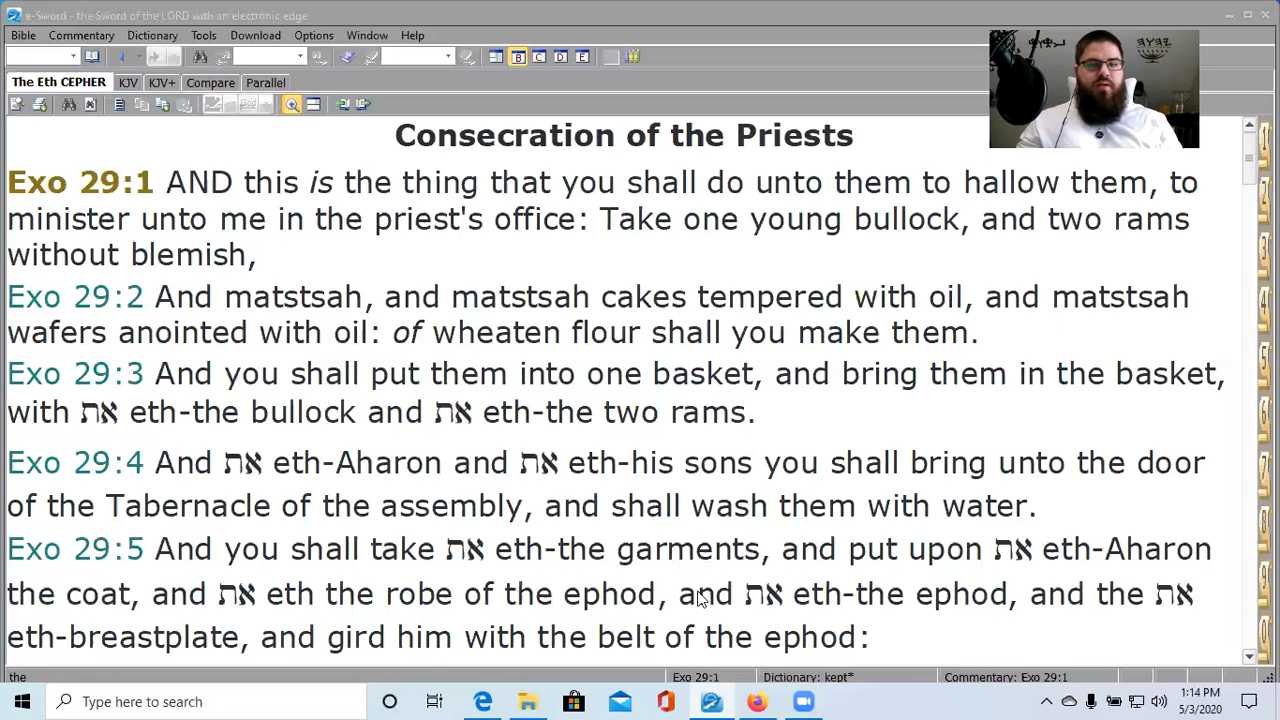 e-Sword - the Sword of the LORD with an electronic edge
Bible Commentary Dictionary Tools Download Options Window Help
B C D E
The Eth CEPHER KJV KJV+ Compare Parallel
Consecration of the Priests
Exo 29:1 AND this is the thing that you shall do unto them to hallow them, to
minister unto me in the priest's office: Take one young bullock, and two rams
without blemish,
Exo 29:2 And matstsah, and matstsah cakes tempered with oil, and matstsah
wafers anointed with oil: of wheaten flour shall you make them.
Exo 29:3 And you shall put them into one basket, and bring them in the basket,
with את eth-the bullock and את eth-the two rams.
Exo 29:4 And את eth-Aharon and את eth-his sons you shall bring unto the door
of the Tabernacle of the assembly, and shall wash them with water.
Exo 29:5 And you shall take את eth-the garments, and put upon את eth-Aharon
the coat, and את eth the robe of the ephod, and את eth-the ephod, and the את
eth-breastplate, and gird him with the belt of the ephod:
the Exo 29:1 Dictionary: kept* Commentary: Exo 29:1
Type here to search
1:14 PM
5/3/2020